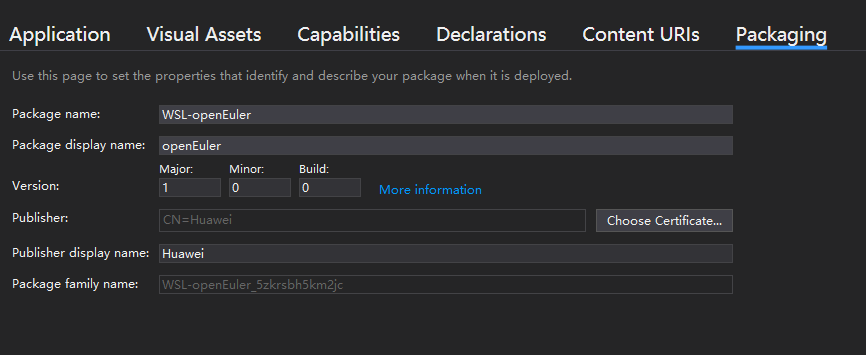 Application Visual Assets Capabilities Declarations Content URIs Packaging
Use this page to set the properties that identify and describe your package when it is deployed.
Package name: WSL-openEuler
Package display name: openEuler
Major: Minor: Build:
Version: 1 0 0 More information
Publisher: CN=Huawei Choose Certificate...
Publisher display name: Huawei
Package family name: WSL-openEuler_5zkrsbh5km2jc